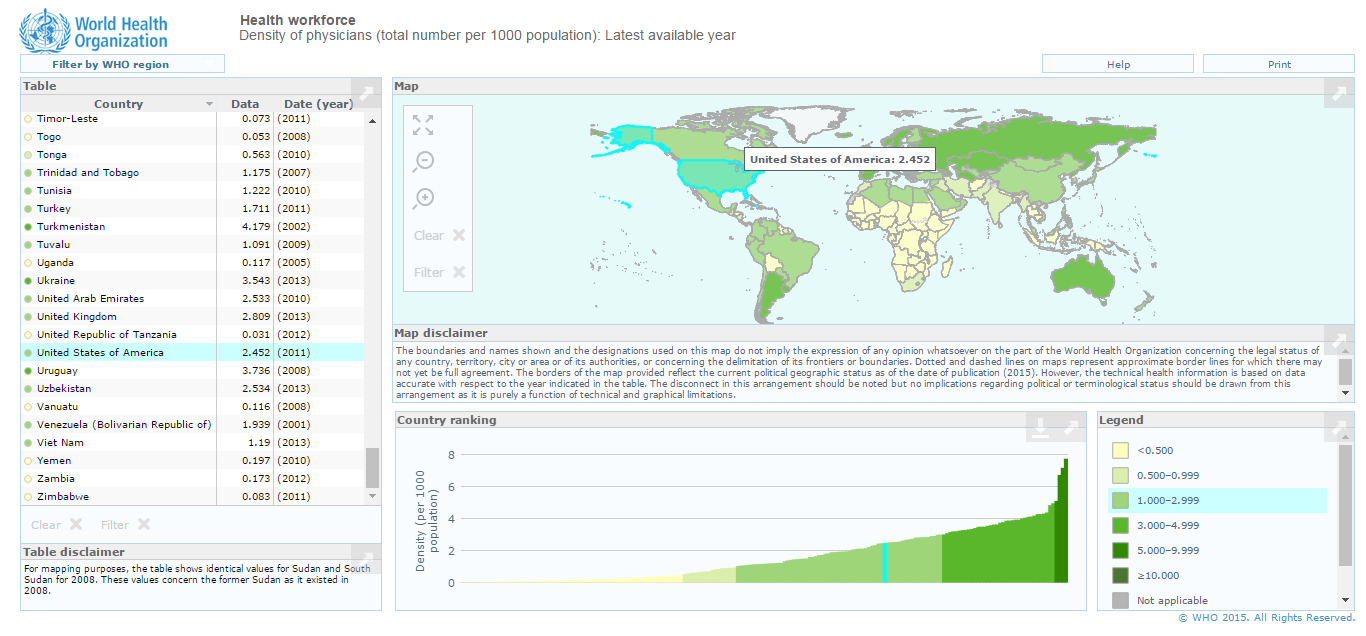 World Health
Organization
Health workforce
Density of physicians (total number per 1000 population): Latest available year
Filter by WHO region
Help
Print
Table
Country Data Date (year)
Timor-Leste 0.073 (2011)
Togo 0.053 (2008)
Tonga 0.563 (2010)
Trinidad and Tobago 1.175 (2007)
Tunisia 1.222 (2010)
Turkey 1.711 (2011)
Turkmenistan 4.179 (2002)
Tuvalu 1.091 (2009)
Uganda 0.117 (2005)
Ukraine 3.543 (2013)
United Arab Emirates 2.533 (2010)
United Kingdom 2.809 (2013)
United Republic of Tanzania 0.031 (2012)
United States of America 2.452 (2011)
Uruguay 3.736 (2008)
Uzbekistan 2.534 (2013)
Vanuatu 0.116 (2008)
Venezuela (Bolivarian Republic of) 1.939 (2001)
Viet Nam 1.19 (2013)
Yemen 0.197 (2010)
Zambia 0.173 (2012)
Zimbabwe 0.083 (2011)
Clear Filter
Table disclaimer
For mapping purposes, the table shows identical values for Sudan and South
Sudan for 2008. These values concern the former Sudan as it existed in
2008.
Map
Clear
Filter
United States of America: 2.452
Map disclaimer
The boundaries and names shown and the designations used on this map do not imply the expression of any opinion whatsoever on the part of the World Health Organization concerning the legal status of
any country, territory, city or area or of its authorities, or concerning the delimitation of its frontiers or boundaries. Dotted and dashed lines on maps represent approximate border lines for which there may
not yet be full agreement. The borders of the map provided reflect the current political geographic status as of the date of publication (2015). However, the technical health information is based on data
accurate with respect to the year indicated in the table. The disconnect in this arrangement should be noted but no implications regarding political or terminological status should be drawn from this
arrangement as it is purely a function of technical and graphical limitations.
Country ranking
Density (per 1000
population)
8
6
4
2
0
Legend
<0.500
0.500–0.999
1.000–2.999
3.000–4.999
5.000–9.999
≥10.000
Not applicable
© WHO 2015. All Rights Reserved.